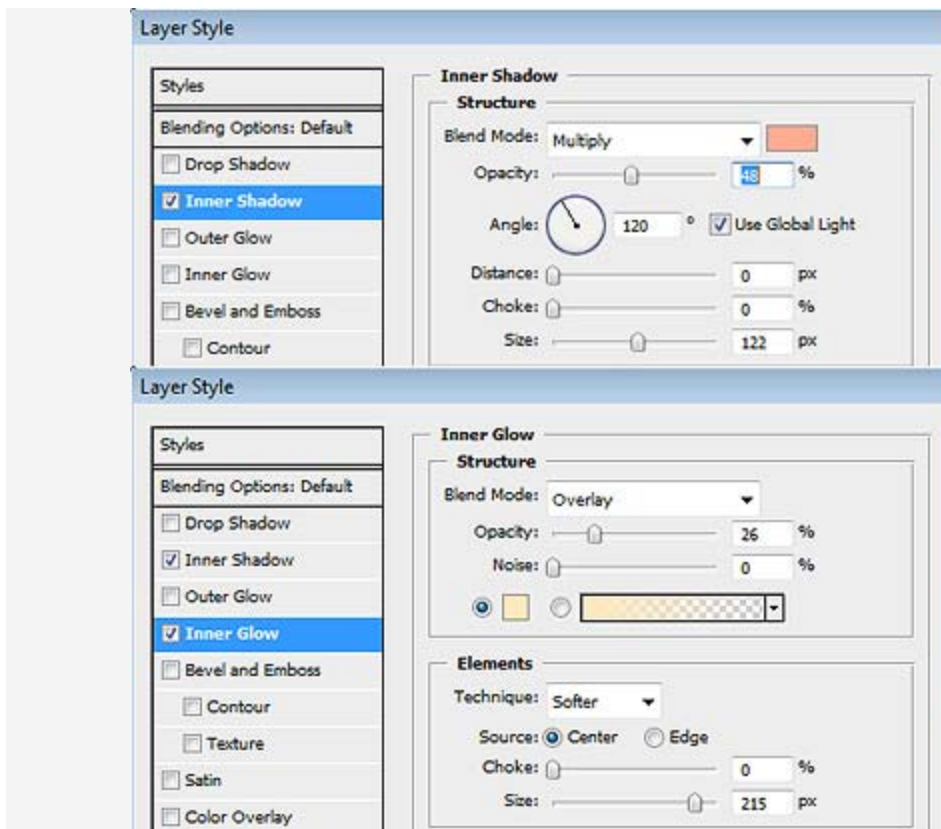 Layer Style
Styles
Blending Options: Default
Drop Shadow
Inner Shadow
Outer Glow
Inner Glow
Bevel and Emboss
Contour
Inner Shadow
Structure
Blend Mode: Multiply
Opacity: 48 %
Angle: 120 ° Use Global Light
Distance: 0 px
Choke: 0 %
Size: 122 px
Layer Style
Styles
Blending Options: Default
Drop Shadow
Inner Shadow
Outer Glow
Inner Glow
Bevel and Emboss
Contour
Texture
Satin
Color Overlay
Inner Glow
Structure
Blend Mode: Overlay
Opacity: 26 %
Noise: 0 %
Elements
Technique: Softer
Source: Center Edge
Choke: 0 %
Size: 215 px